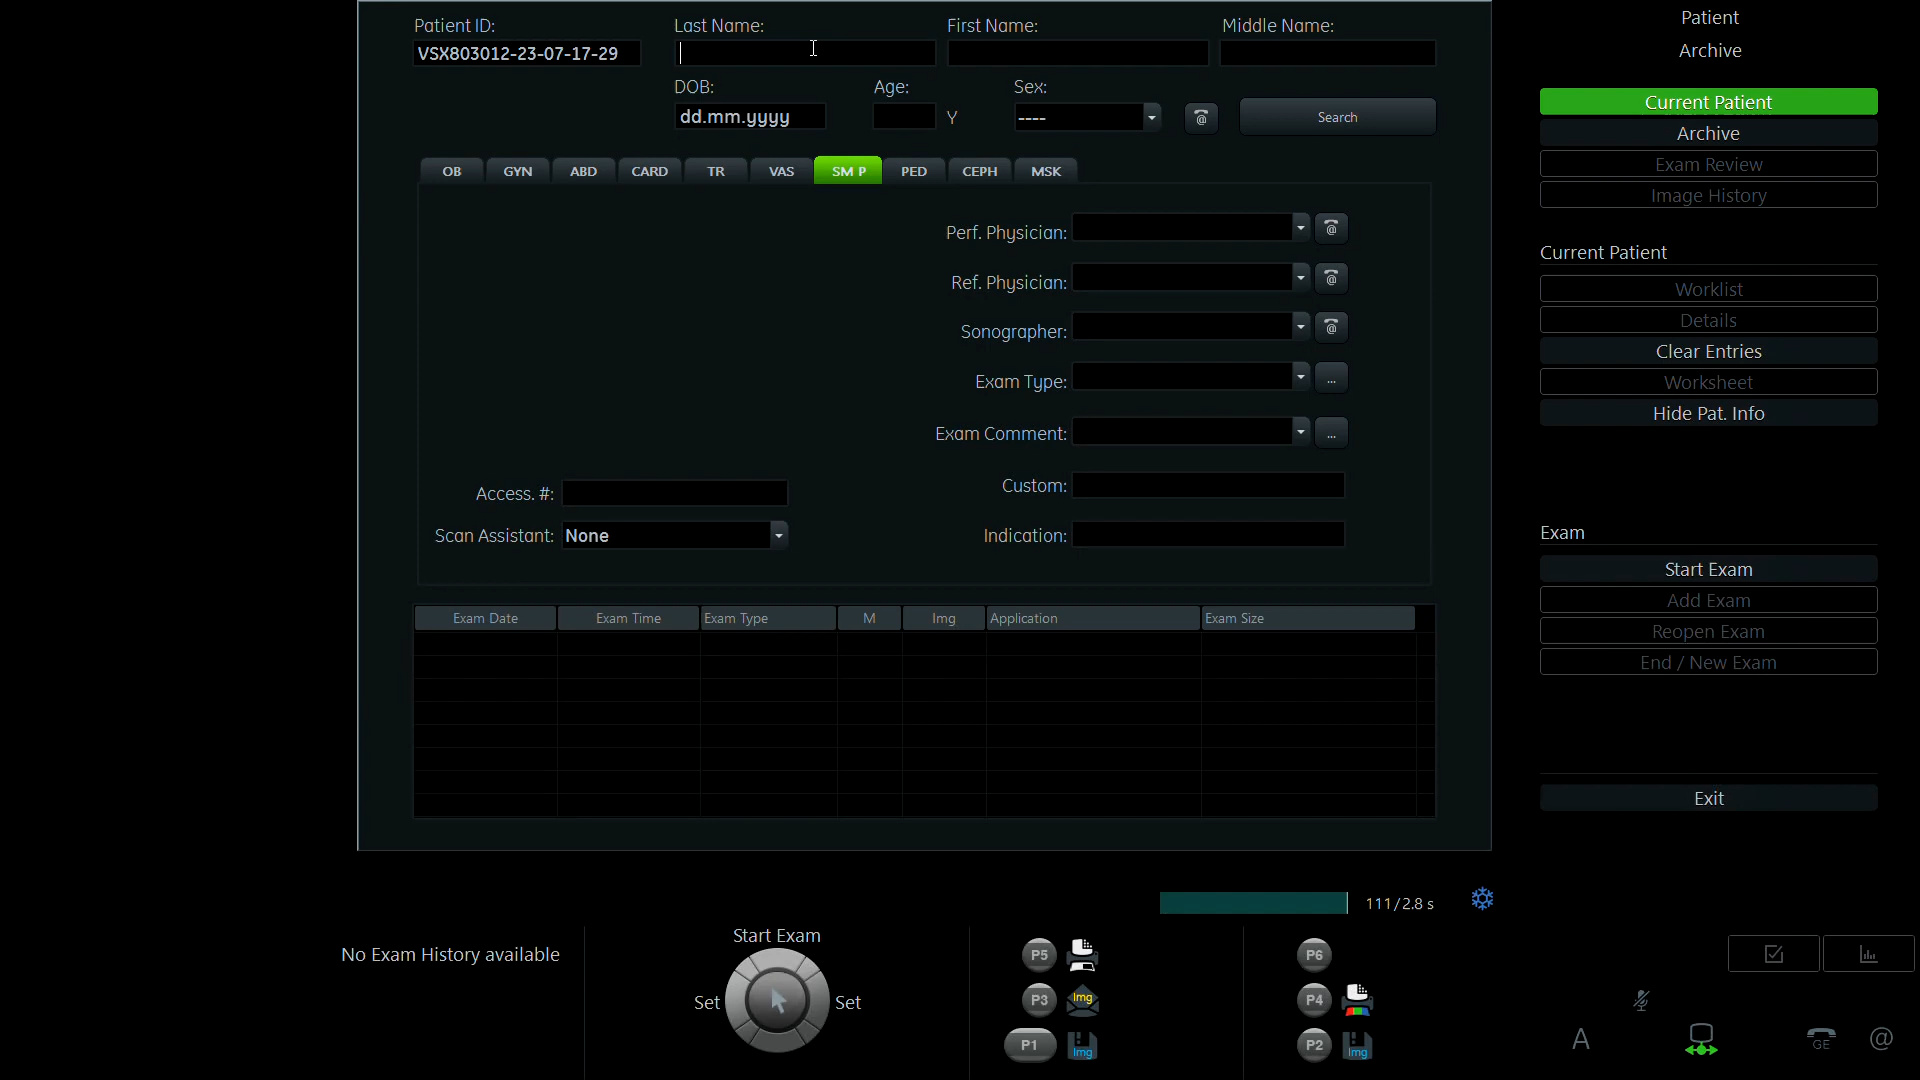 Patient ID:
Last Name:
First Name:
Middle Name:
VSX803012-23-07-17-29
DOB:
Age:
Sex:
dd.mm.yyyy
Y
----
@
Search
OB GYN ABD CARD TR VAS SM P PED CEPH MSK
Perf. Physician:
@
Ref. Physician:
@
Sonographer:
@
Exam Type:
...
Exam Comment:
...
Access. #:
Custom:
Scan Assistant: None
Indication:
Exam Date Exam Time Exam Type M Img Application Exam Size
111/2.8 s
No Exam History available
Start Exam
Set
Set
P5
P3 Img
P1 Img
P6
P4
P2 Img
Patient
Archive
Current Patient
Archive
Exam Review
Image History
Current Patient
Worklist
Details
Clear Entries
Worksheet
Hide Pat. Info
Exam
Start Exam
Add Exam
Reopen Exam
End / New Exam
Exit
A
GE
@